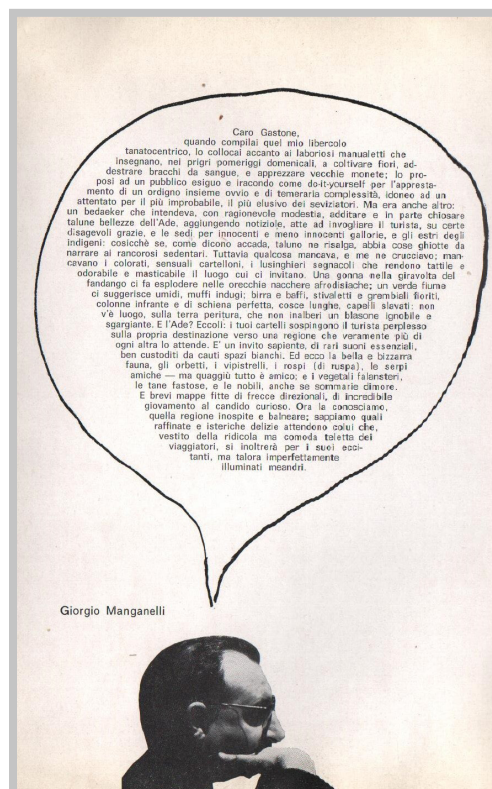 Caro Gastone,
quando compilai quel mio libercolo
tanatocentrico, lo collocai accanto ai laboriosi manualetti che
insegnano, nei prigri pomeriggi domenicali, a coltivare fiori, ad-
destrare bracchi da sangue, e apprezzare vecchie monete; lo pro-
posi ad un pubblico esiguo e iracondo come do-it-yourself per l'appresta-
mento di un ordigno insieme ovvio e di temeraria complessità, idoneo ad un
attentato per il più improbabile, il più elusivo dei seviziatori. Ma era anche altro:
un bedaeker che intendeva, con ragionevole modestia, additare e in parte chiosare
talune bellezze dell'Ade, aggiungendo notizie, atte ad invogliare il turista, su certe
disagevoli grazie, e le sedi per innocenti e meno innocenti gallorie, e gli estri degli
indigeni: cosicchè se, come dicono accada, taluno ne risalga, abbia cose ghiotte da
narrare ai rancorosi sedentari. Tuttavia qualcosa mancava, e me ne crucciavo; man-
cavano i colorati, sensuali cartelloni, i lusinghieri segnacoli che rendono tattile e
odorabile e masticabile il luogo cui ci invitano. Una gonna nella giravolta del
fandango ci fa esplodere nelle orecchie nacchere afrodisiache; un verde fiume
ci suggerisce umidi, muffi indugi; birra e baffi, stivaletti e grembiali fioriti,
colonne infrante e di schiena perfetta, cosce lunghe, capelli slavati: non
v'è luogo, sulla terra peritura, che non inalberi un blasone ignobile e
sgargiante. E l'Ade? Eccoli: i tuoi cartelli sospingono il turista perplesso
sulla propria destinazione verso una regione che veramente più di
ogni altra lo attende. E' un invito sapiente, di rari suoni essenziali,
ben custoditi da cauti spazi bianchi. Ed ecco la bella e bizzarra
fauna, gli orbetti, i vipistrelli, i rospi (di ruspa), le serpi
amiche — ma quaggiù tutto è amico; e i vegetali falansteri,
le tane fastose, e le nobili, anche se sommarie dimore.
E brevi mappe fitte di frecce direzionali, di incredibile
giovamento al candido curioso. Ora la conosciamo,
quella regione inospite e balneare; sappiamo quali
raffinate e isteriche delizie attendono colui che,
vestito della ridicola ma comoda teletta dei
viaggiatori, si inoltrerà per i suoi ecci-
tanti, ma talora imperfettamente
illuminati meandri.
Giorgio Manganelli